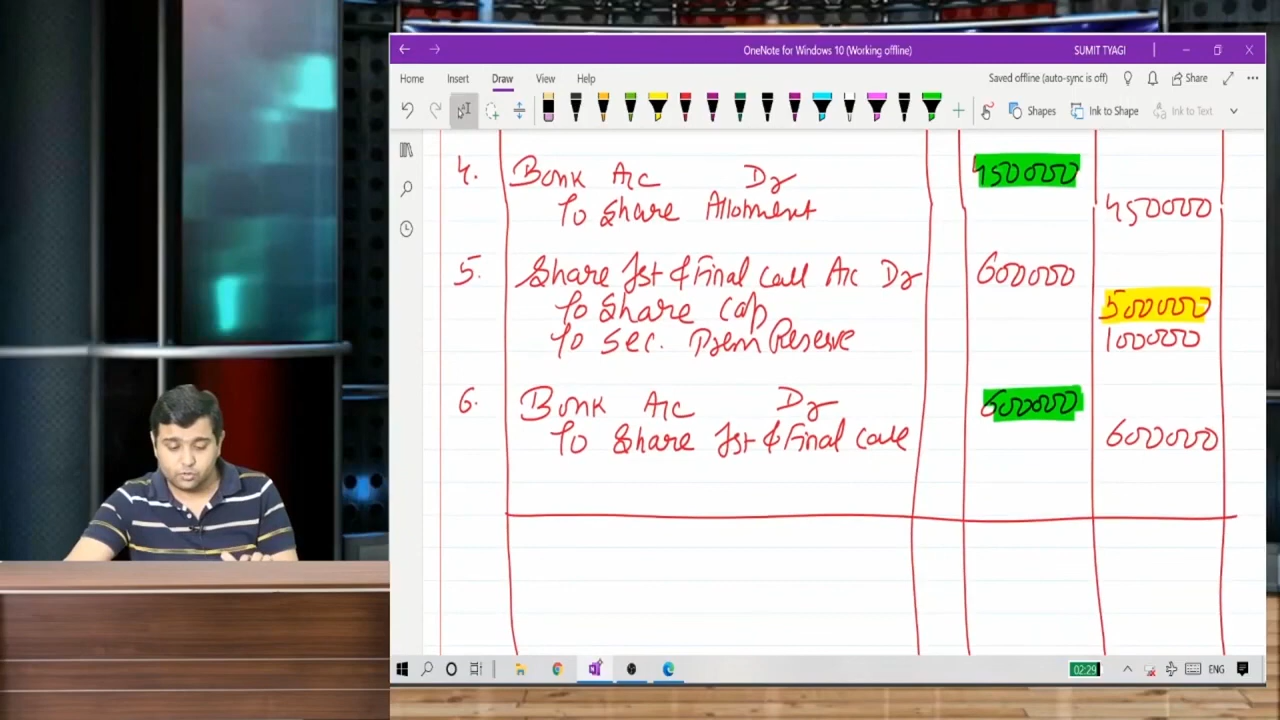 OneNote for Windows 10 (Working offline)
SUMIT TYAGI
Home Insert Draw View Help
Saved offline (auto-sync is off)
Share
Shapes
Ink to Shape
Ink to Text
4. Bank A/c Dr 450000
To Share Allotment 450000
5. Share Ist & Final Call A/c Dr 600000
To Share Cap 500000
To Sec. Prem Reserve 100000
6. Bank A/c Dr 600000
To Share Ist & Final Call 600000
02:29
ENG